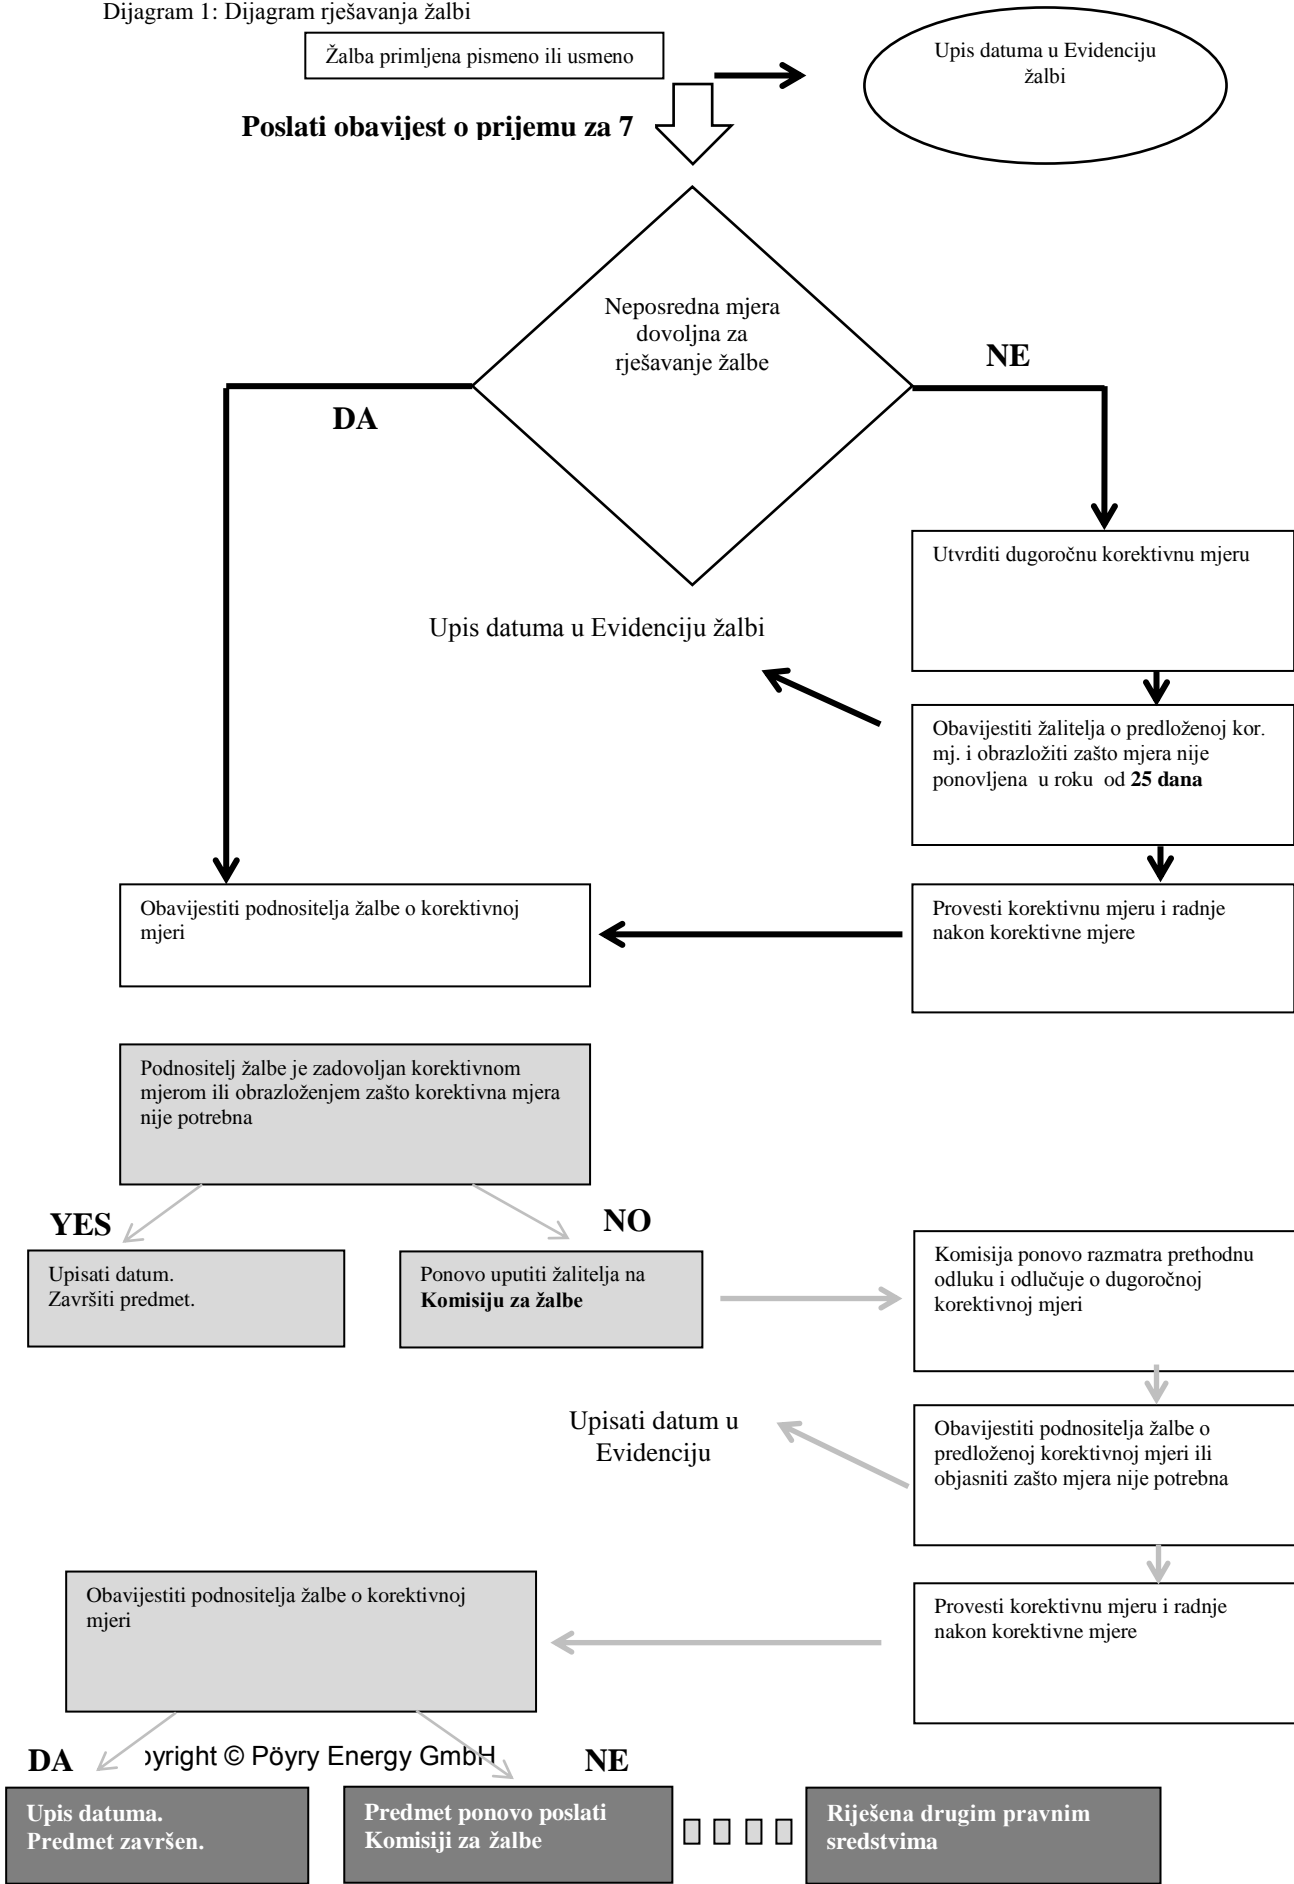 Dijagram 1: Dijagram rješavanja žalbi
Žalba primljena pismeno ili usmeno
Upis datuma u Evidenciju
žalbi
Poslati obavijest o prijemu za 7
Neposredna mjera
dovoljna za
rješavanje žalbe
NE
DA
Utvrditi dugoročnu korektivnu mjeru
Upis datuma u Evidenciju žalbi
Obavijestiti žalitelja o predloženoj kor.
mj. i obrazložiti zašto mjera nije
ponovljena u roku od 25 dana
Obavijestiti podnositelja žalbe o korektivnoj
mjeri
Provesti korektivnu mjeru i radnje
nakon korektivne mjere
Podnositelj žalbe je zadovoljan korektivnom
mjerom ili obrazloženjem zašto korektivna mjera
nije potrebna
YES
NO
Upisati datum.
Završiti predmet.
Ponovo uputiti žalitelja na
Komisiju za žalbe
Komisija ponovo razmatra prethodnu
odluku i odlučuje o dugoročnoj
korektivnoj mjeri
Upisati datum u
Evidenciju
Obavijestiti podnositelja žalbe o
predloženoj korektivnoj mjeri ili
objasniti zašto mjera nije potrebna
Obavijestiti podnositelja žalbe o korektivnoj
mjeri
Provesti korektivnu mjeru i radnje
nakon korektivne mjere
DA
pyright © Pöyry Energy GmbH
NE
Upis datuma.
Predmet završen.
Predmet ponovo poslati
Komisiji za žalbe
Riješena drugim pravnim
sredstvima